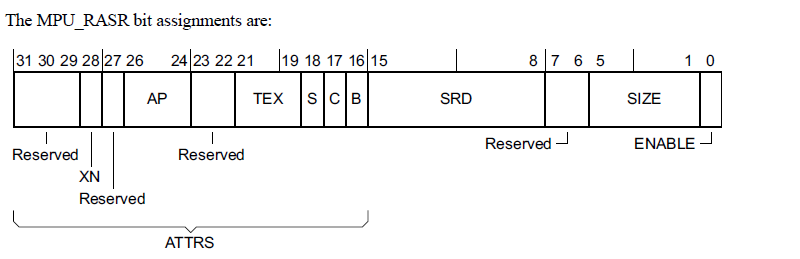 The MPU_RASR bit assignments are:
31 30 29 28 27 26 24 23 22 21 19 18 17 16 15 8 7 6 5 1 0
AP TEX S C B SRD SIZE
Reserved Reserved Reserved ENABLE
XN
Reserved
ATTRS